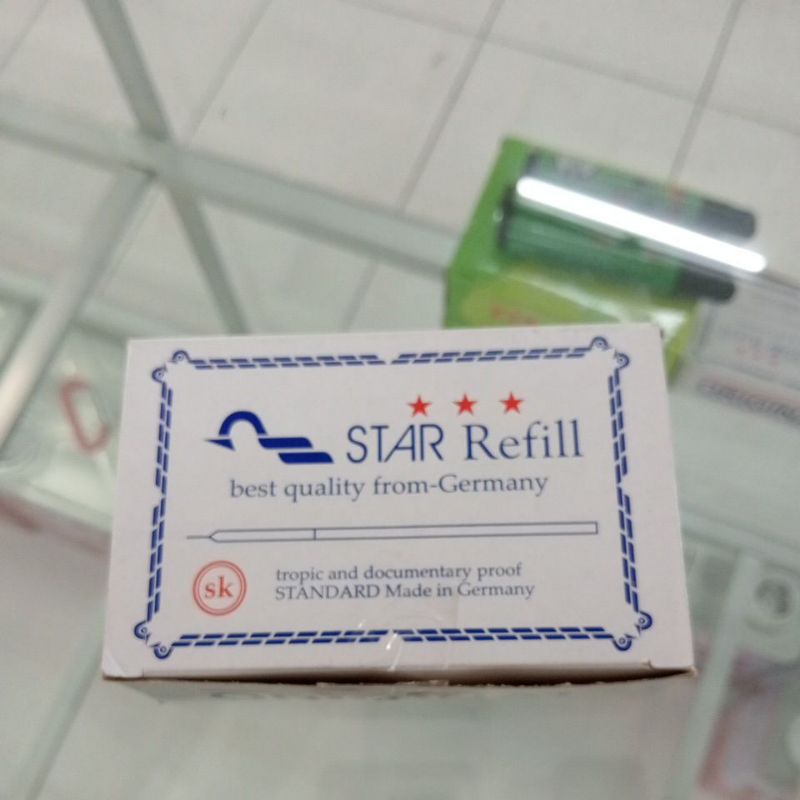 STAR Refill
best quality from-Germany
sk
tropic and documentary proof
STANDARD Made in Germany